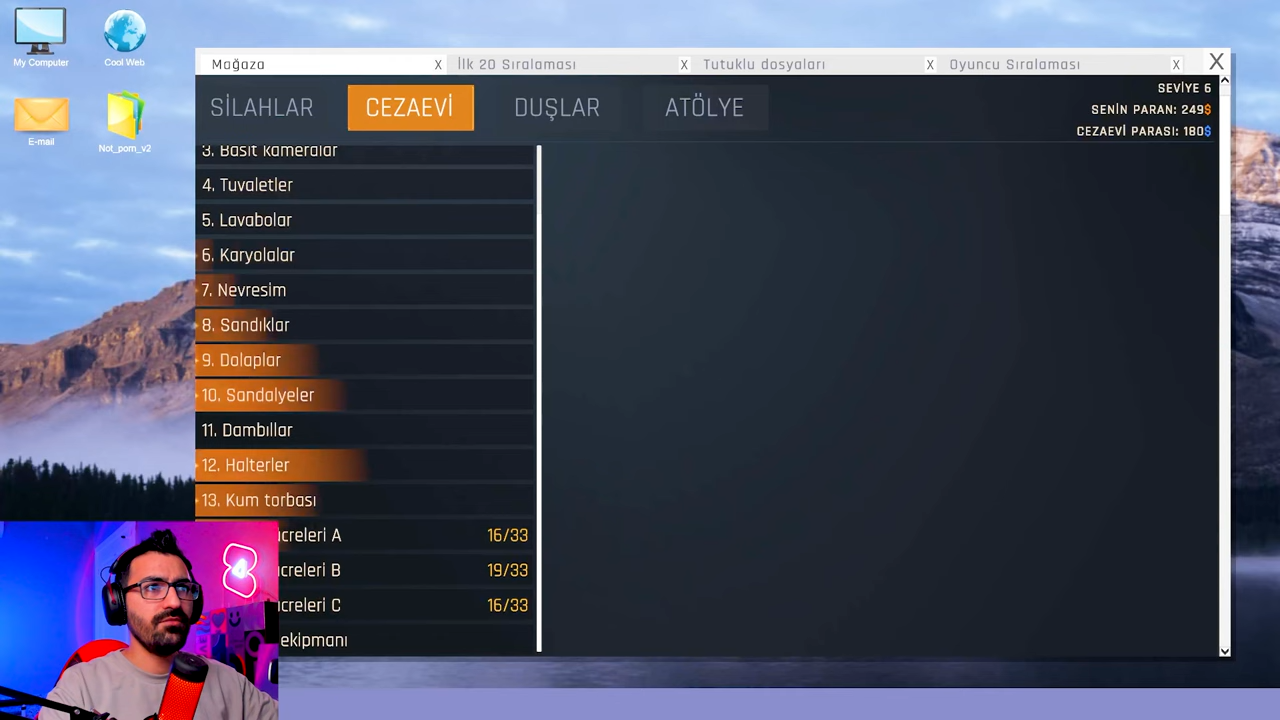 My Computer
Cool Web
E-mail
Not_porn_v2
Mağaza X
İlk 20 Sıralaması X
Tutuklu dosyaları X
Oyuncu Sıralaması X
X
SİLAHLAR
CEZAEVİ
DUŞLAR
ATÖLYE
SEVİYE 6
SENİN PARAN: 249$
CEZAEVİ PARASI: 180$
3. Basit kameralar
4. Tuvaletler
5. Lavabolar
6. Karyolalar
7. Nevresim
8. Sandıklar
9. Dolaplar
10. Sandalyeler
11. Dambıllar
12. Halterler
13. Kum torbası
creleri A 16/33
creleri B 19/33
creleri C 16/33
ekipmanı